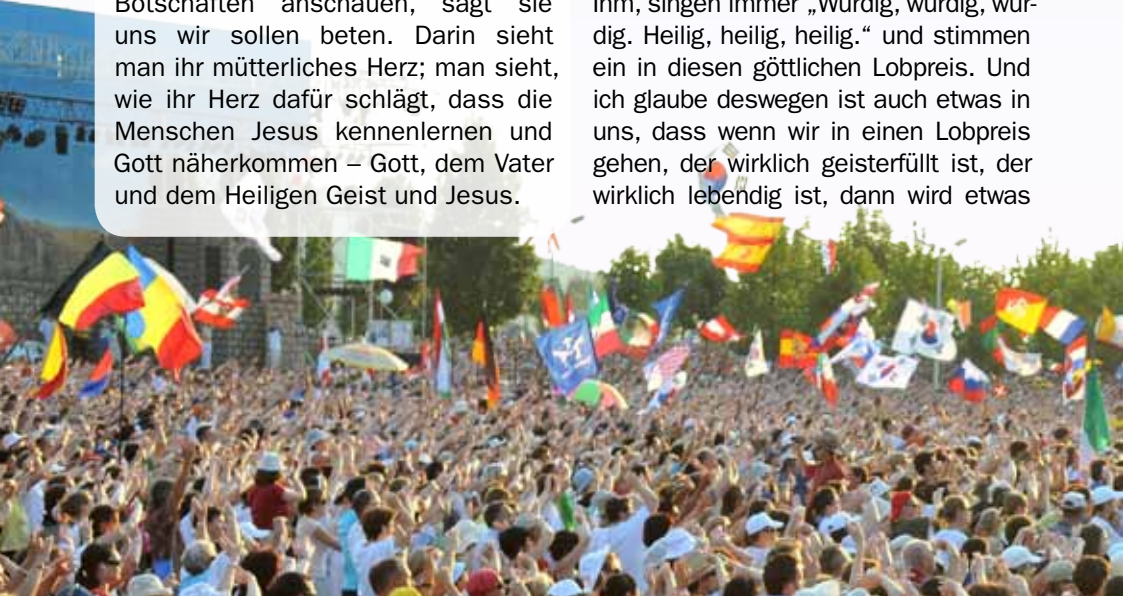 Botschaften anschauen, sagt sie
uns wir sollen beten. Darin sieht
man ihr mütterliches Herz; man sieht,
wie ihr Herz dafür schlägt, dass die
Menschen Jesus kennenlernen und
Gott näherkommen – Gott, dem Vater
und dem Heiligen Geist und Jesus.
Ihm, singen immer „Würdig, würdig, wür-
dig. Heilig, heilig, heilig.“ und stimmen
ein in diesen göttlichen Lobpreis. Und
ich glaube deswegen ist auch etwas in
uns, dass wenn wir in einen Lobpreis
gehen, der wirklich geisterfüllt ist, der
wirklich lebendig ist, dann wird etwas